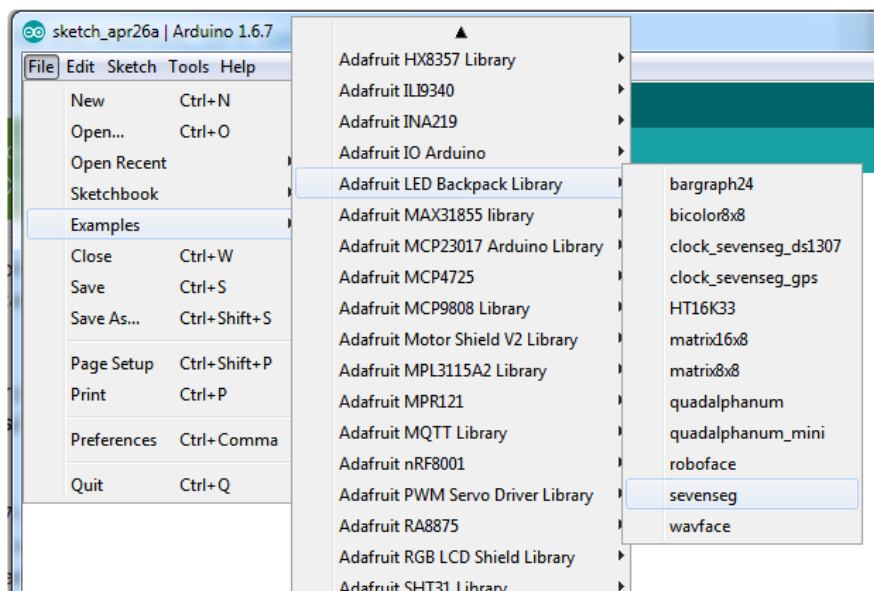 sketch_apr26a | Arduino 1.6.7
File Edit Sketch Tools Help
New Ctrl+N
Open... Ctrl+O
Open Recent
Sketchbook
Examples
Close Ctrl+W
Save Ctrl+S
Save As... Ctrl+Shift+S
Page Setup Ctrl+Shift+P
Print Ctrl+P
Preferences Ctrl+Comma
Quit Ctrl+Q
Adafruit HX8357 Library
Adafruit ILI9340
Adafruit INA219
Adafruit IO Arduino
Adafruit LED Backpack Library
Adafruit MAX31855 library
Adafruit MCP23017 Arduino Library
Adafruit MCP4725
Adafruit MCP9808 Library
Adafruit Motor Shield V2 Library
Adafruit MPL3115A2 Library
Adafruit MPR121
Adafruit MQTT Library
Adafruit nRF8001
Adafruit PWM Servo Driver Library
Adafruit RA8875
Adafruit RGB LCD Shield Library
Adafruit SHT31 Library
bargraph24
bicolor8x8
clock_sevenseg_ds1307
clock_sevenseg_gps
HT16K33
matrix16x8
matrix8x8
quadalphanum
quadalphanum_mini
roboface
sevenseg
wavface